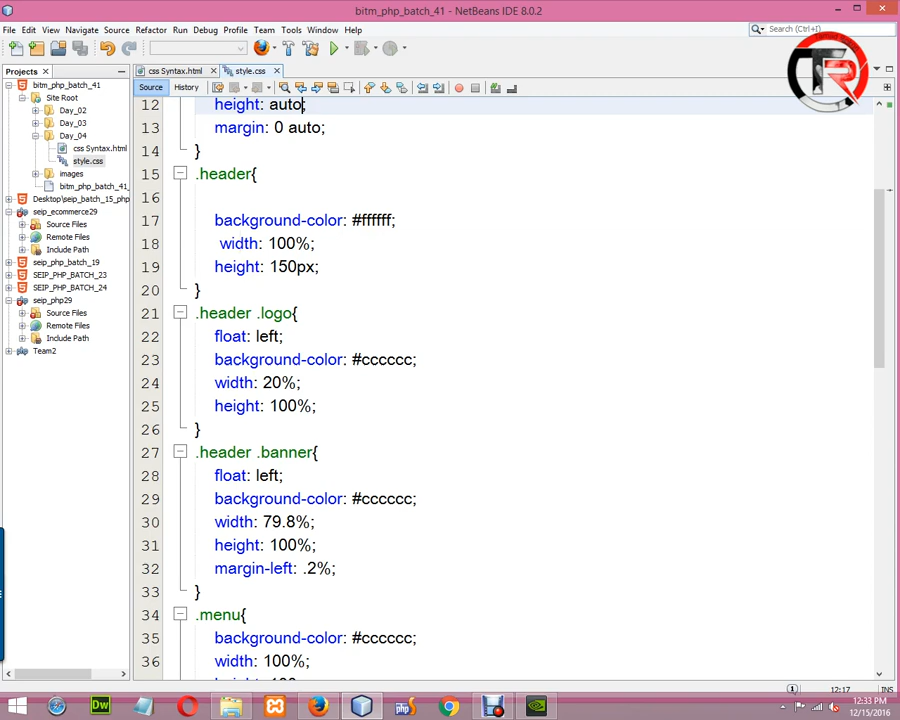 bitm_php_batch_41 - NetBeans IDE 8.0.2
File Edit View Navigate Source Refactor Run Debug Profile Team Tools Window Help
Search (Ctrl+I)
Projects
css Syntax.html
style.css
Source History
bitm_php_batch_41
Site Root
Day_02
Day_03
Day_04
css Syntax.html
style.css
images
bitm_php_batch_41_
Desktop\seip_batch_15_php
seip_ecommerce29
Source Files
Remote Files
Include Path
seip_php_batch_19
SEIP_PHP_BATCH_23
SEIP_PHP_BATCH_24
seip_php29
Source Files
Remote Files
Include Path
Team2
12 height: auto;
13 margin: 0 auto;
14 }
15 .header{
16
17 background-color: #ffffff;
18 width: 100%;
19 height: 150px;
20 }
21 .header .logo{
22 float: left;
23 background-color: #cccccc;
24 width: 20%;
25 height: 100%;
26 }
27 .header .banner{
28 float: left;
29 background-color: #cccccc;
30 width: 79.8%;
31 height: 100%;
32 margin-left: .2%;
33 }
34 .menu{
35 background-color: #cccccc;
36 width: 100%;
12:17 INS
Dw
php
12:33 PM
12/15/2016